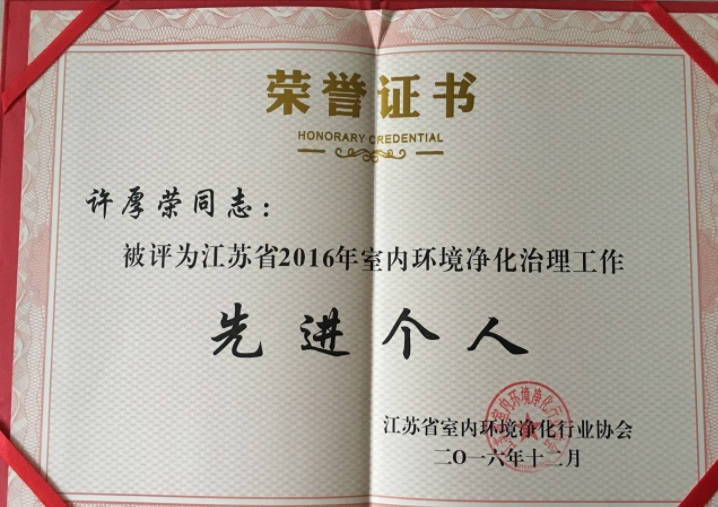 荣誉证书
HONORARY CREDENTIAL
许厚荣同志：
被评为江苏省2016年室内环境净化治理工作
先进个人
江苏省室内环境净化行业协会
二〇一六年十二月